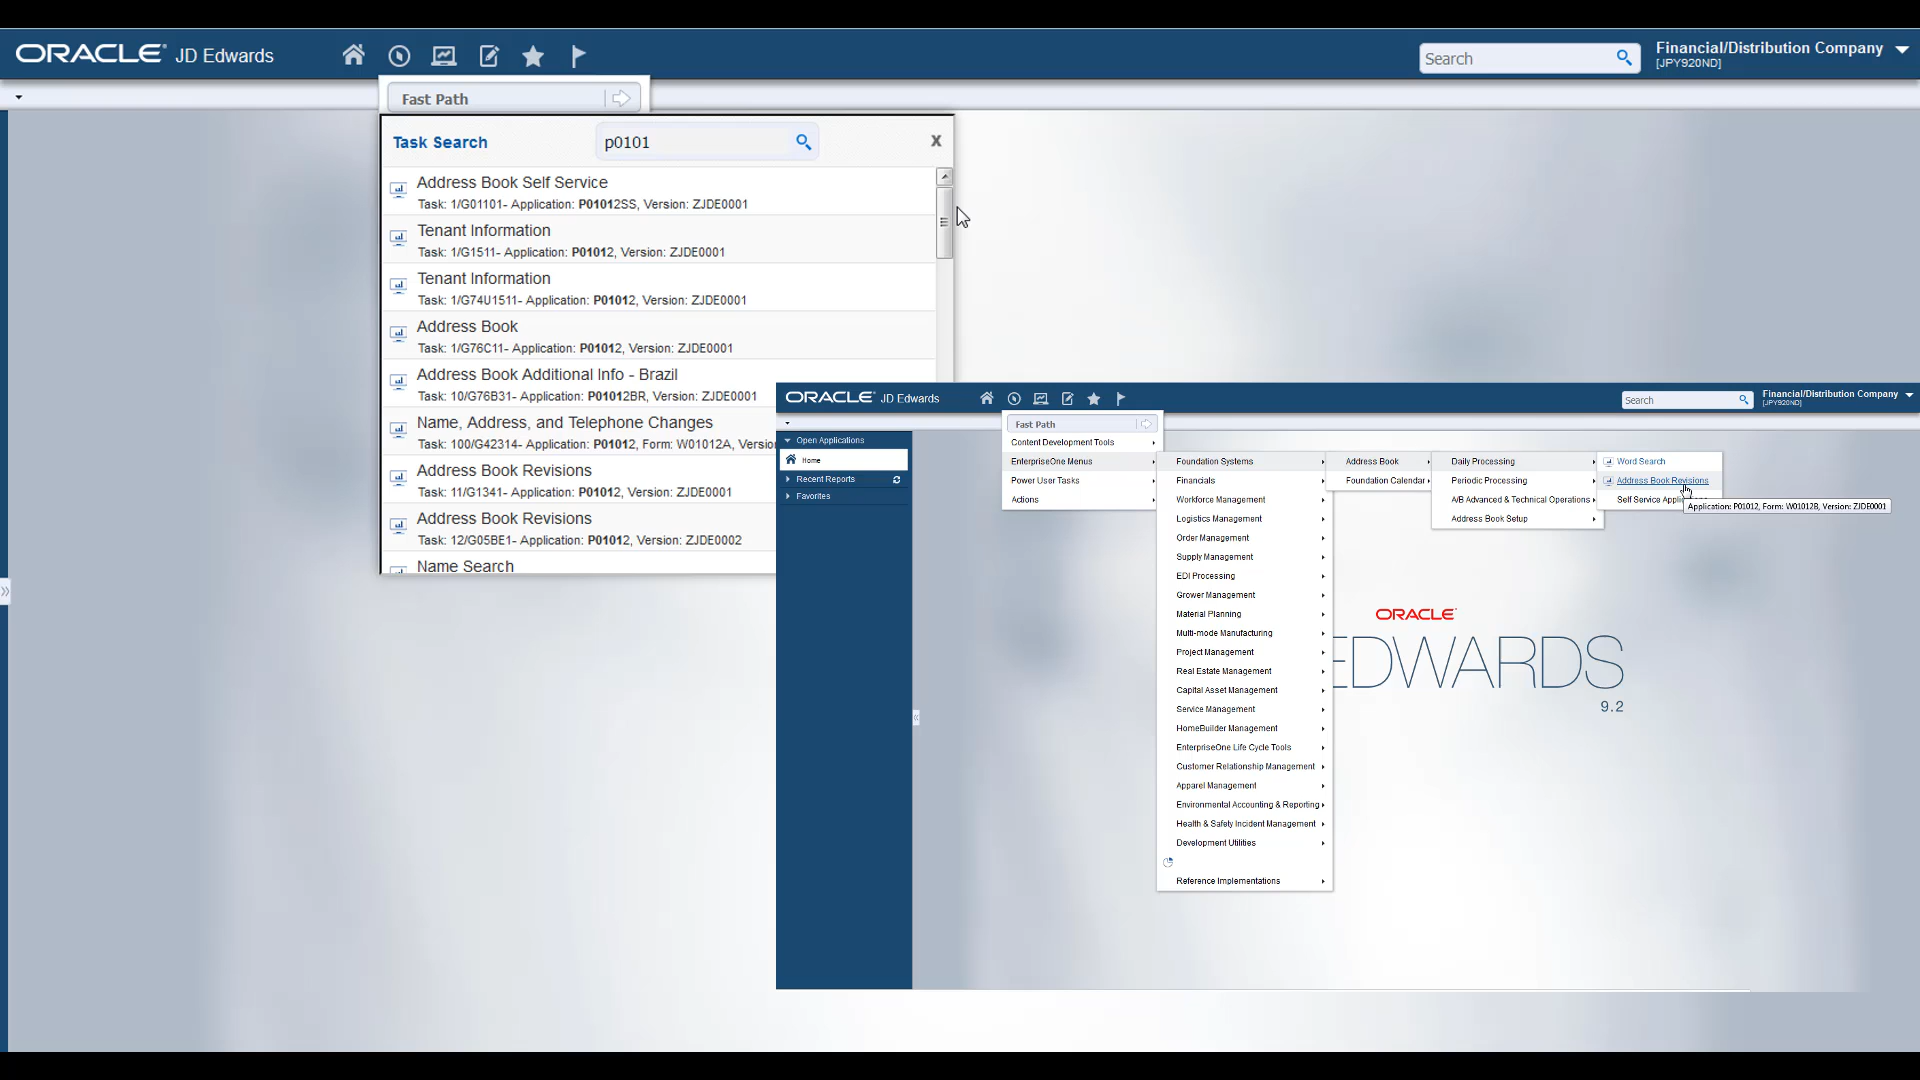 ORACLE JD Edwards
Search
Financial/Distribution Company
[JPY920ND]
Fast Path
Task Search
p0101
X
Address Book Self Service
Task: 1/G01101- Application: P01012SS, Version: ZJDE0001
Tenant Information
Task: 1/G1511- Application: P01012, Version: ZJDE0001
Tenant Information
Task: 1/G74U1511- Application: P01012, Version: ZJDE0001
Address Book
Task: 1/G76C11- Application: P01012, Version: ZJDE0001
Address Book Additional Info - Brazil
Task: 10/G76B31- Application: P01012BR, Version: ZJDE0001
Name, Address, and Telephone Changes
Task: 100/G42314- Application: P01012, Form: W01012A, Versio
Address Book Revisions
Task: 11/G1341- Application: P01012, Version: ZJDE0001
Address Book Revisions
Task: 12/G05BE1- Application: P01012, Version: ZJDE0002
Name Search
ORACLE JD Edwards
Search
Financial/Distribution Company
[JPY920ND]
Open Applications
Home
Recent Reports
Favorites
Fast Path
Content Development Tools
EnterpriseOne Menus
Power User Tasks
Actions
Foundation Systems
Financials
Workforce Management
Logistics Management
Order Management
Supply Management
EDI Processing
Grower Management
Material Planning
Multi-mode Manufacturing
Project Management
Real Estate Management
Capital Asset Management
Service Management
HomeBuilder Management
EnterpriseOne Life Cycle Tools
Customer Relationship Management
Apparel Management
Environmental Accounting & Reporting
Health & Safety Incident Management
Development Utilities
Reference Implementations
Address Book
Foundation Calendar
Daily Processing
Periodic Processing
A/B Advanced & Technical Operations
Address Book Setup
Word Search
Address Book Revisions
Self Service Appl
Application: P01012, Form: W01012B, Version: ZJDE0001
ORACLE
EDWARDS
9.2